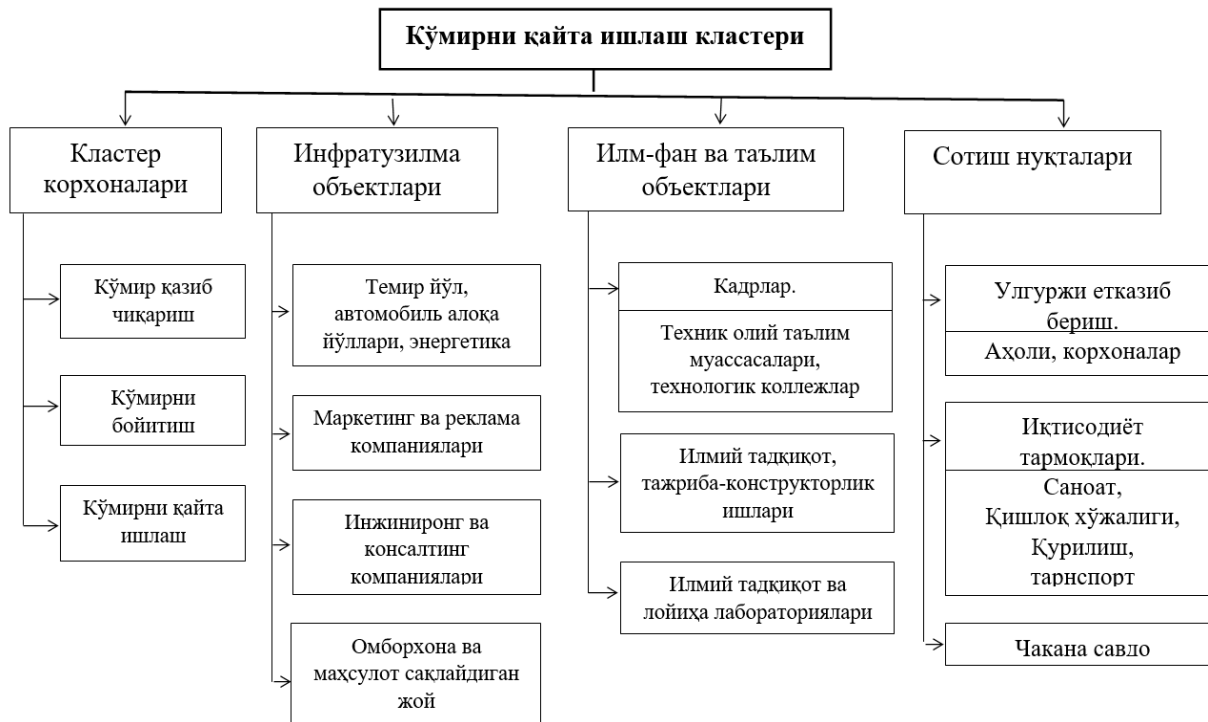 Кўмирни қайта ишлаш кластери
Кластер
корхоналари
Кўмир қазиб
чиқариш
Кўмирни
бойитиш
Кўмирни қайта
ишлаш
Инфратузилма
объектлари
Темир йўл,
автомобиль алоқа
йўллари, энергетика
Маркетинг ва реклама
компаниялари
Инжиниронг ва
консалтинг
компаниялари
Омборхона ва
маҳсулот сақлайдиган
жой
Илм-фан ва таълим
объектлари
Кадрлар.
Техник олий таълим
муассасалари,
технологик коллежлар
Илмий тадқиқот,
тажриба-конструкторлик
ишлари
Илмий тадқиқот ва
лойиҳа лабораториялари
Сотиш нуқталари
Улгуржи етказиб
бериш.
Аҳоли, корхоналар
Иқтисодиёт
тармоқлари.
Саноат,
Қишлоқ хўжалиги,
Қурилиш,
тарнспорт
Чакана савдо